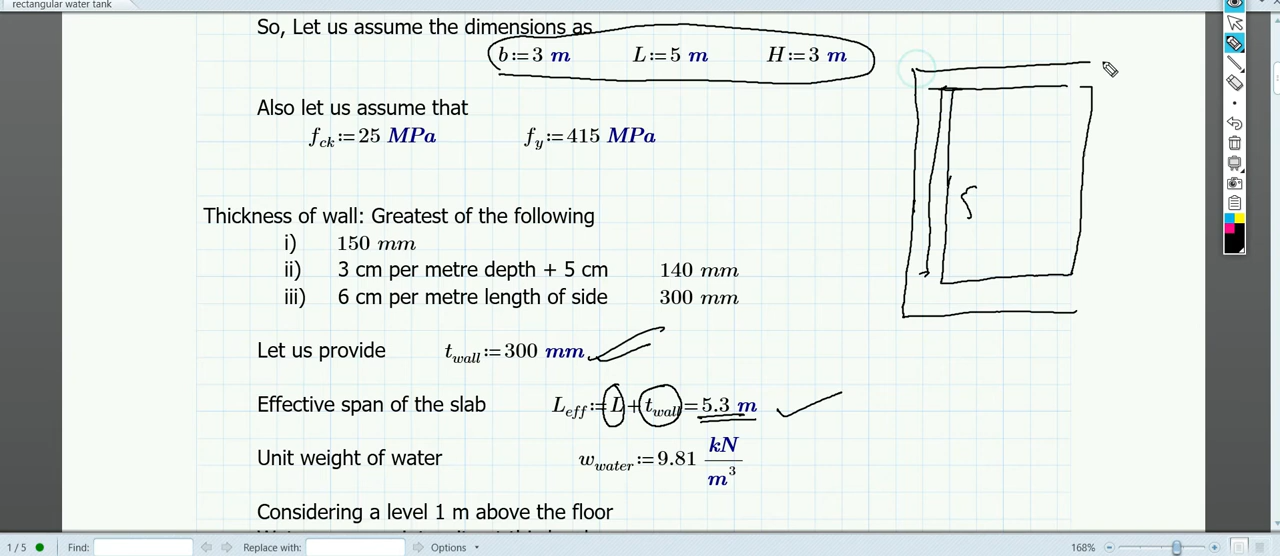 rectangular water tank
So, Let us assume the dimensions as
b:=3 m L:=5 m H:=3 m
Also let us assume that
f_ck:=25 MPa f_y:=415 MPa
5
Thickness of wall: Greatest of the following
i) 150 mm
ii) 3 cm per metre depth + 5 cm 140 mm
iii) 6 cm per metre length of side 300 mm
Let us provide t_wall:=300 mm
Effective span of the slab L_eff:=L+t_wall=5.3 m
Unit weight of water w_water:=9.81 kN/m³
Considering a level 1 m above the floor
1 / 5 Find: Replace with: Options 168%